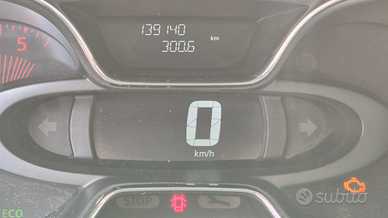 139140
km
300.6
5
0
km/h
ECO
STOP
subito